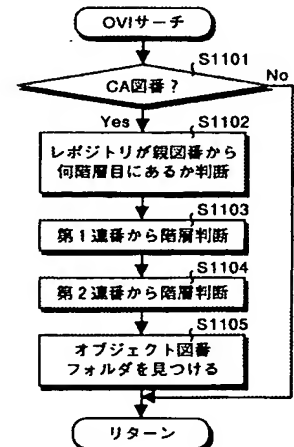 OVIサーチ
S1101
CA図番？
No
Yes
S1102
レポジトリが親図番から
何階層目にあるか判断
S1103
第1連番から階層判断
S1104
第2連番から階層判断
S1105
オブジェクト図番
フォルダを見つける
リターン